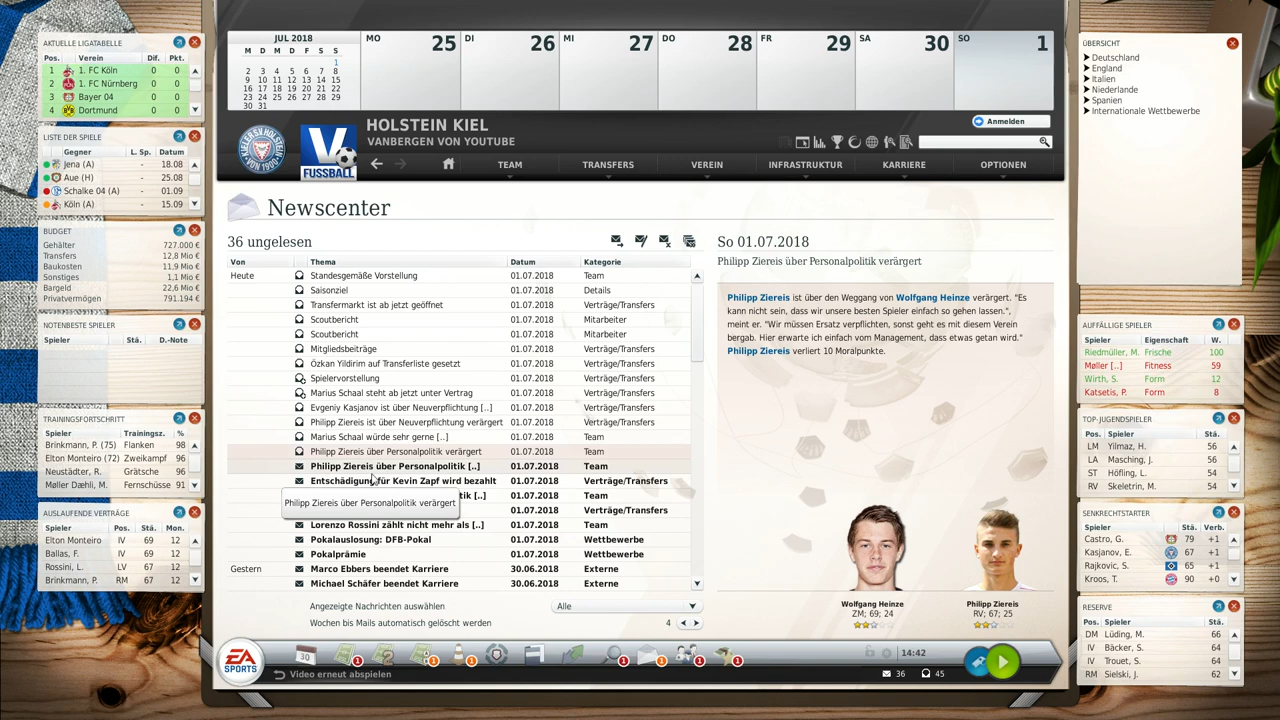 AKTUELLE LIGATABELLE
Pos. Verein Dif. Pkt.
1 1. FC Köln 0 0
2 1. FC Nürnberg 0 0
3 Bayer 04 0 0
4 Dortmund 0 0
LISTE DER SPIELE
Gegner L. Sp. Datum
Jena (A) - 18.08
Aue (H) - 25.08
Schalke 04 (A) - 01.09
Köln (A) - 15.09
BUDGET
Gehälter 727.000 €
Transfers 12,8 Mio €
Baukosten 11,9 Mio €
Sonstiges 1,1 Mio €
Bargeld 22,6 Mio €
Privatvermögen 791.194 €
NOTENBESTE SPIELER
Spieler Stä. D.-Note
TRAININGSFORTSCHRITT
Spieler Trainingsz. %
Brinkmann, P. (75) Flanken 98
Elton Monteiro (72) Zweikampf 96
Neustädter, R. Grätsche 96
Møller Dæhli, M. Fernschüsse 91
AUSLAUFENDE VERTRÄGE
Spieler Pos. Stä. Mon.
Elton Monteiro IV 69 12
Ballas, F. IV 69 12
Rossini, L. LV 67 12
Brinkmann, P. RM 67 12
JUL 2018
M D M D F S S
1
2 3 4 5 6 7 8
9 10 11 12 13 14 15
16 17 18 19 20 21 22
23 24 25 26 27 28 29
30 31
MO 25 DI 26 MI 27 DO 28 FR 29 SA 30 SO 1
HOLSTEIN KIEL
VANBERGEN VON YOUTUBE
V
FUSSBALL
Anmelden
TEAM TRANSFERS VEREIN INFRASTRUKTUR KARRIERE OPTIONEN
Newscenter
36 ungelesen
Von Thema Datum Kategorie
Heute Standesgemäße Vorstellung 01.07.2018 Team
Saisonziel 01.07.2018 Details
Transfermarkt ist ab jetzt geöffnet 01.07.2018 Verträge/Transfers
Scoutbericht 01.07.2018 Mitarbeiter
Scoutbericht 01.07.2018 Mitarbeiter
Mitgliedsbeiträge 01.07.2018 Verträge/Transfers
Özkan Yildirim auf Transferliste gesetzt 01.07.2018 Verträge/Transfers
Spielervorstellung 01.07.2018 Verträge/Transfers
Marius Schaal steht ab jetzt unter Vertrag 01.07.2018 Verträge/Transfers
Evgeniy Kasjanov ist über Neuverpflichtung [..] 01.07.2018 Verträge/Transfers
Philipp Ziereis ist über Neuverpflichtung verärgert 01.07.2018 Verträge/Transfers
Marius Schaal würde sehr gerne [..] 01.07.2018 Team
Philipp Ziereis über Personalpolitik verärgert 01.07.2018 Team
Philipp Ziereis über Personalpolitik [..] 01.07.2018 Team
Entschädigung für Kevin Zapf wird bezahlt 01.07.2018 Verträge/Transfers
tik [..] 01.07.2018 Team
Philipp Ziereis über Personalpolitik verärgert
01.07.2018 Verträge/Transfers
Lorenzo Rossini zählt nicht mehr als [..] 01.07.2018 Team
Pokalauslosung: DFB-Pokal 01.07.2018 Wettbewerbe
Pokalprämie 01.07.2018 Wettbewerbe
Gestern Marco Ebbers beendet Karriere 30.06.2018 Externe
Michael Schäfer beendet Karriere 30.06.2018 Externe
Angezeigte Nachrichten auswählen Alle
Wochen bis Mails automatisch gelöscht werden 4
So 01.07.2018
Philipp Ziereis über Personalpolitik verärgert
Philipp Ziereis ist über den Weggang von Wolfgang Heinze verärgert. "Es
kann nicht sein, dass wir unsere besten Spieler einfach so gehen lassen.",
meint er. "Wir müssen Ersatz verpflichten, sonst geht es mit diesem Verein
bergab. Hier erwarte ich einfach vom Management, dass etwas getan wird."
Philipp Ziereis verliert 10 Moralpunkte.
Wolfgang Heinze
ZM; 69; 24
Philipp Ziereis
RV; 67; 25
EA
SPORTS
30
1
2
1
1
1
1
1
1
14:42
Video erneut abspielen
36 45
ÜBERSICHT
Deutschland
England
Italien
Niederlande
Spanien
Internationale Wettbewerbe
AUFFÄLLIGE SPIELER
Spieler Eigenschaft W.
Riedmüller, M. Frische 100
Møller [..] Fitness 59
Wirth, S. Form 12
Katsetis, P. Form 8
TOP-JUGENDSPIELER
Pos. Spieler Stä.
LM Yilmaz, H. 56
LA Masching, J. 56
ST Höfling, L. 54
RV Skeletrin, M. 54
SENKRECHTSTARTER
Spieler Stä. Verb.
Castro, G. 79 +1
Kasjanov, E. 67 +1
Rajkovic, S. 65 +1
Kroos, T. 90 +0
RESERVE
Pos. Spieler Stä.
DM Lüding, M. 66
IV Bäcker, S. 64
IV Trouet, S. 64
RM Sielski, J. 62